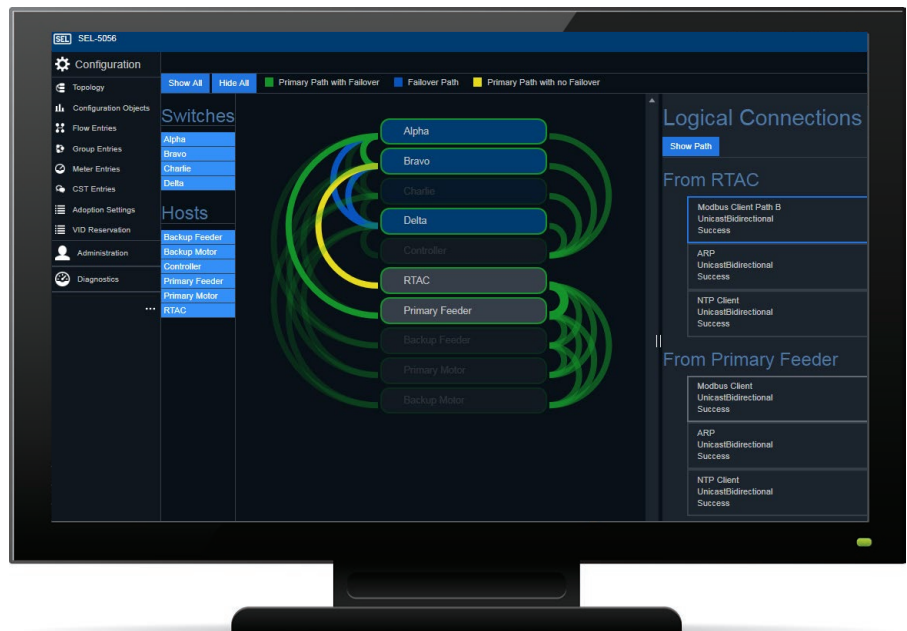 SEL SEL-5056
Configuration
Topology
Configuration Objects
Flow Entries
Group Entries
Meter Entries
CST Entries
Adoption Settings
VID Reservation
Administration
Diagnostics
...
Show All Hide All Primary Path with Failover Failover Path Primary Path with no Failover
Switches
Alpha
Bravo
Charlie
Delta
Hosts
Backup Feeder
Backup Motor
Controller
Primary Feeder
Primary Motor
RTAC
Alpha
Bravo
Charlie
Delta
Controller
RTAC
Primary Feeder
Backup Feeder
Primary Motor
Backup Motor
Logical Connections
Show Path
From RTAC
Modbus Client Path B
UnicastBidirectional
Success
ARP
UnicastBidirectional
Success
NTP Client
UnicastBidirectional
Success
From Primary Feeder
Modbus Client
UnicastBidirectional
Success
ARP
UnicastBidirectional
Success
NTP Client
UnicastBidirectional
Success